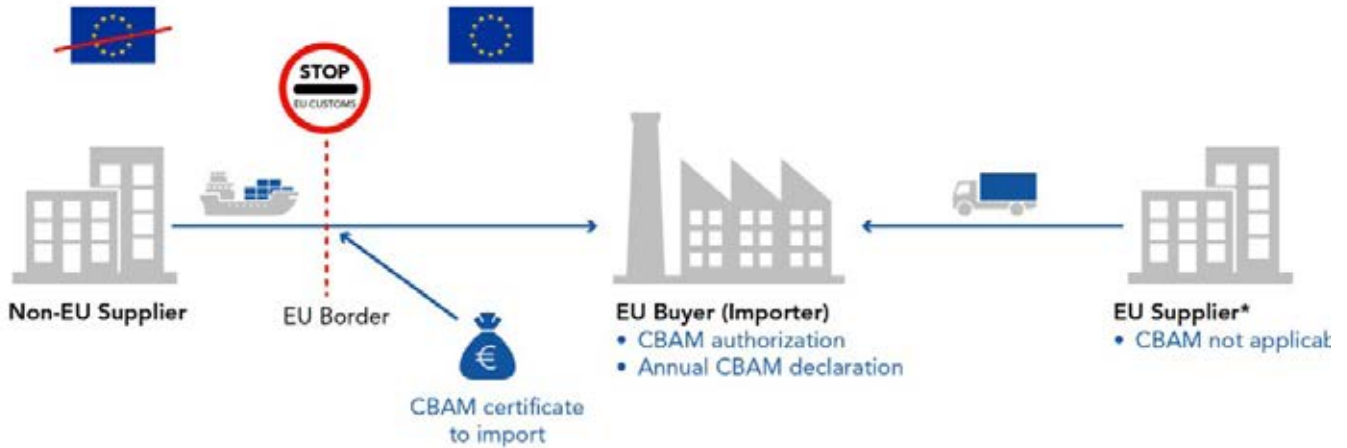 STOP
EU CUSTOMS
Non-EU Supplier
EU Border
€
CBAM certificate
to import
EU Buyer (Importer)
• CBAM authorization
• Annual CBAM declaration
EU Supplier*
• CBAM not applicab